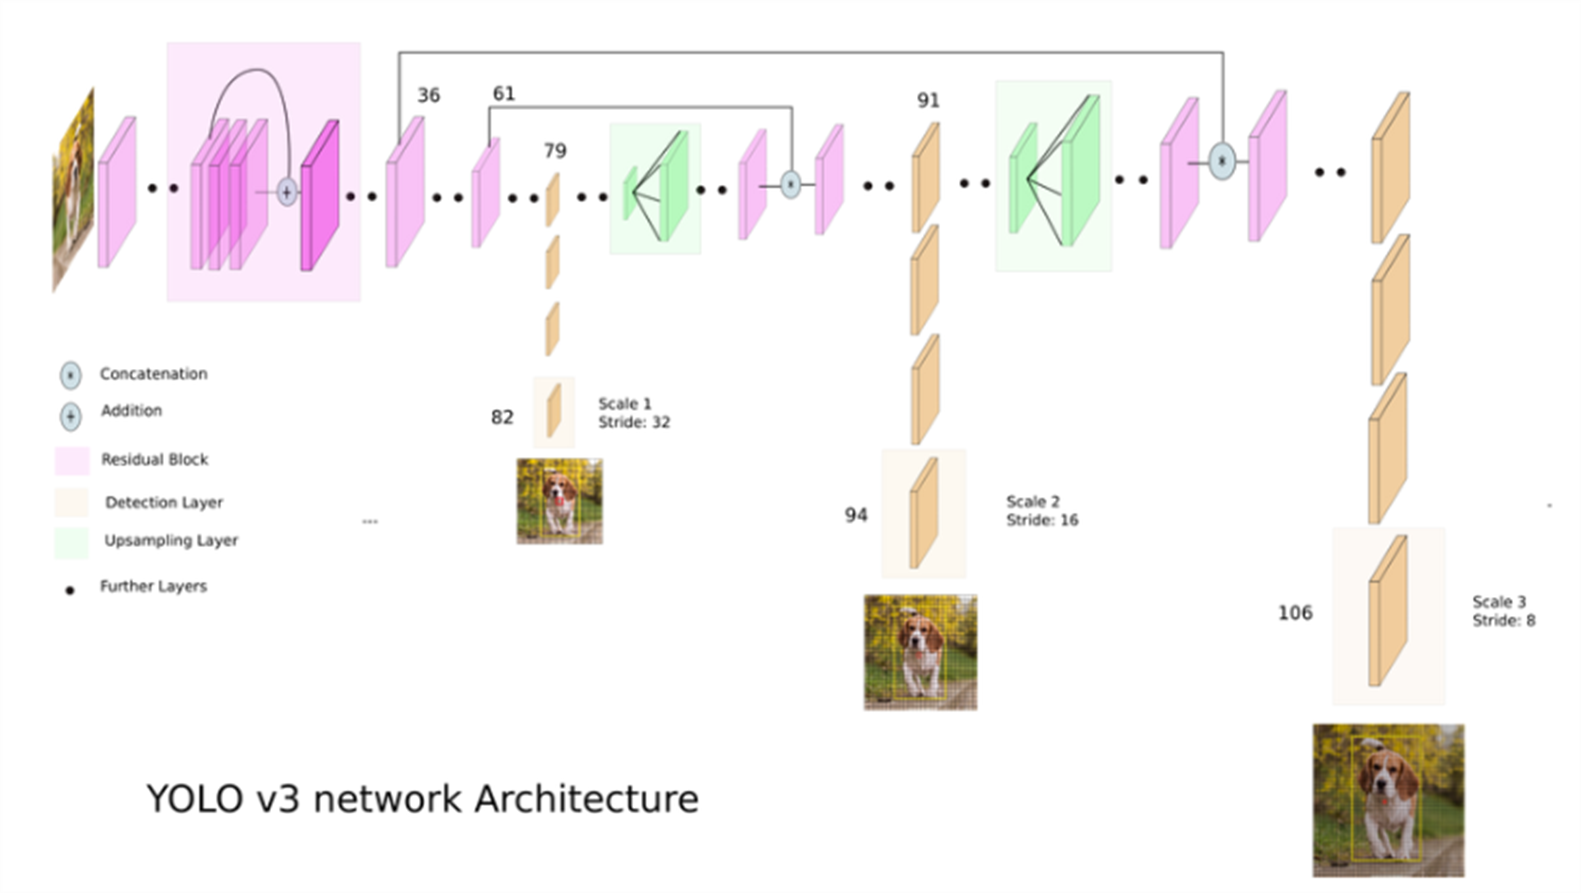 36
61
91
79
Concatenation
Addition
Residual Block
Detection Layer
Upsampling Layer
Further Layers
...
82
Scale 1
Stride: 32
94
Scale 2
Stride: 16
106
Scale 3
Stride: 8
YOLO v3 network Architecture